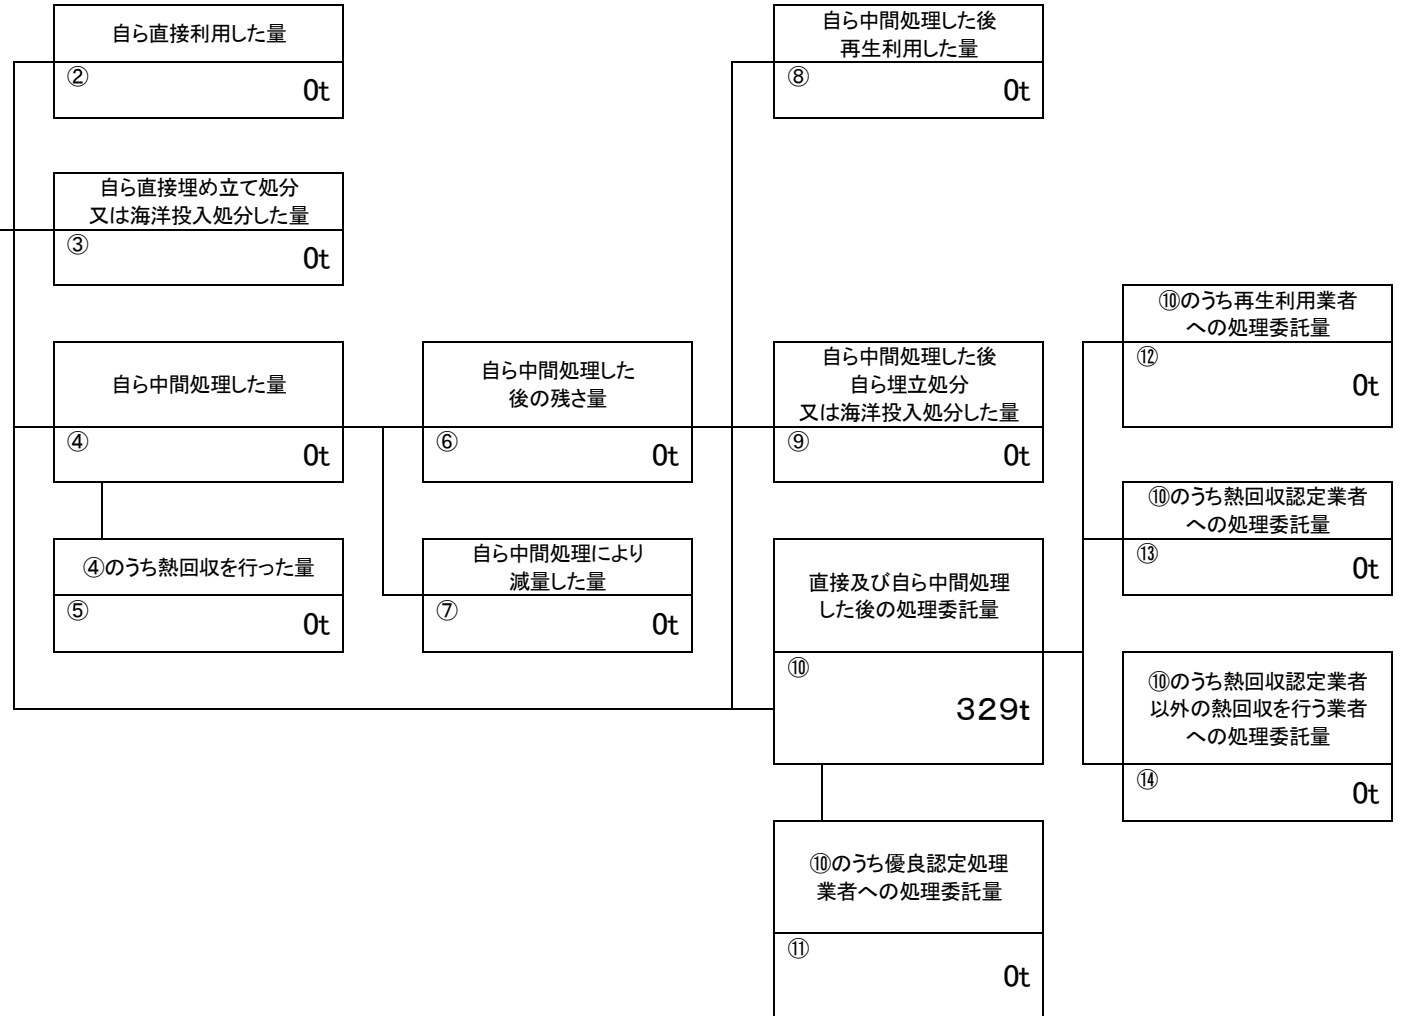 自ら直接利用した量
②
0t
自ら直接埋め立て処分
又は海洋投入処分した量
③
0t
自ら中間処理した量
④
0t
④のうち熱回収を行った量
⑤
0t
自ら中間処理した
後の残さ量
⑥
0t
自ら中間処理により
減量した量
⑦
0t
自ら中間処理した後
再生利用した量
⑧
0t
自ら中間処理した後
自ら埋立処分
又は海洋投入処分した量
⑨
0t
直接及び自ら中間処理
した後の処理委託量
⑩
329t
⑩のうち優良認定処理
業者への処理委託量
⑪
0t
⑩のうち再生利用業者
への処理委託量
⑫
0t
⑩のうち熱回収認定業者
への処理委託量
⑬
0t
⑩のうち熱回収認定業者
以外の熱回収を行う業者
への処理委託量
⑭
0t